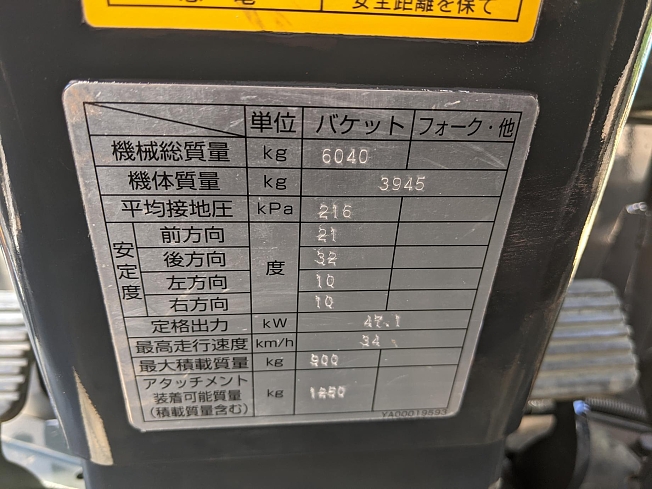 安全距離を保て
単位 バケット フォーク・他
機械総質量 kg 6040
機体質量 kg 3945
平均接地圧 kPa 216
安定度 前方向 度 21
後方向 32
左方向 10
右方向 10
定格出力 kW 47.1
最高走行速度 km/h 34
最大積載質量 kg 900
アタッチメント
装着可能質量 kg
(積載質量含む)
YA00019593